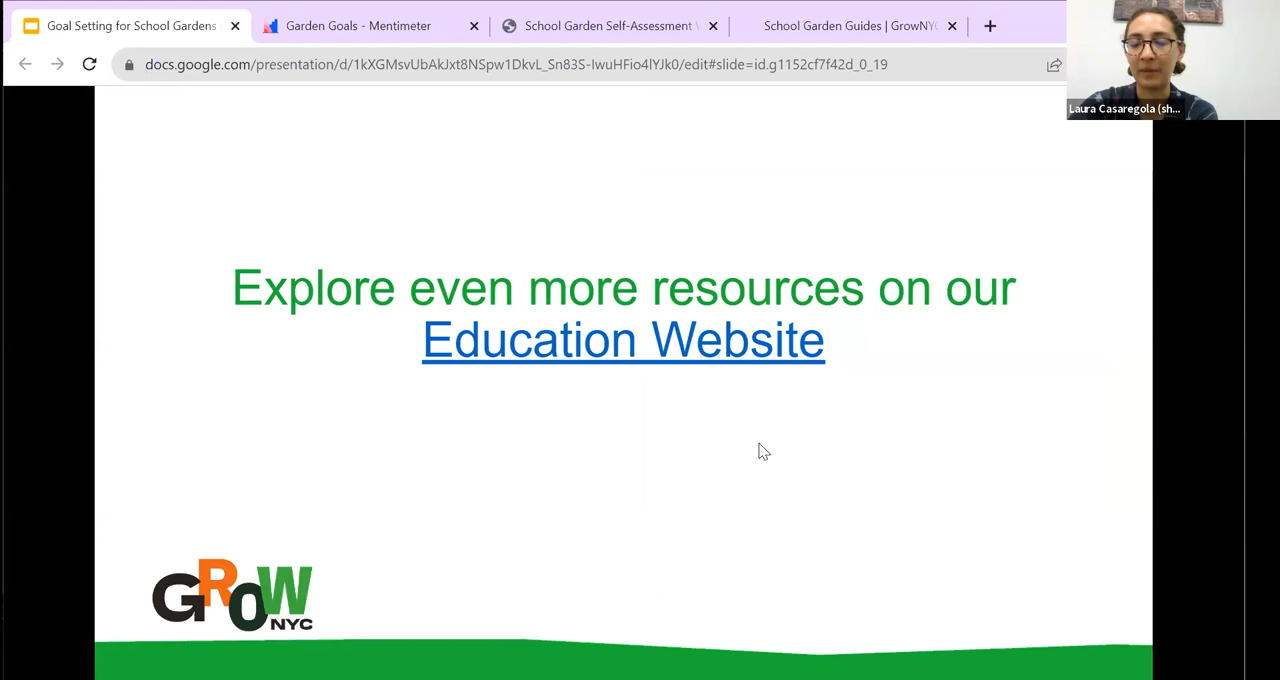 Goal Setting for School Gardens
Garden Goals - Mentimeter
School Garden Self-Assessment
School Garden Guides | GrowNYC
docs.google.com/presentation/d/1kXGMsvUbAkJxt8NSpw1DkvL_Sn83S-IwuHFio4lYJk0/edit#slide=id.g1152cf7f42d_0_19
Laura Casaregola (sh...
Explore even more resources on our
Education Website
GROW
NYC